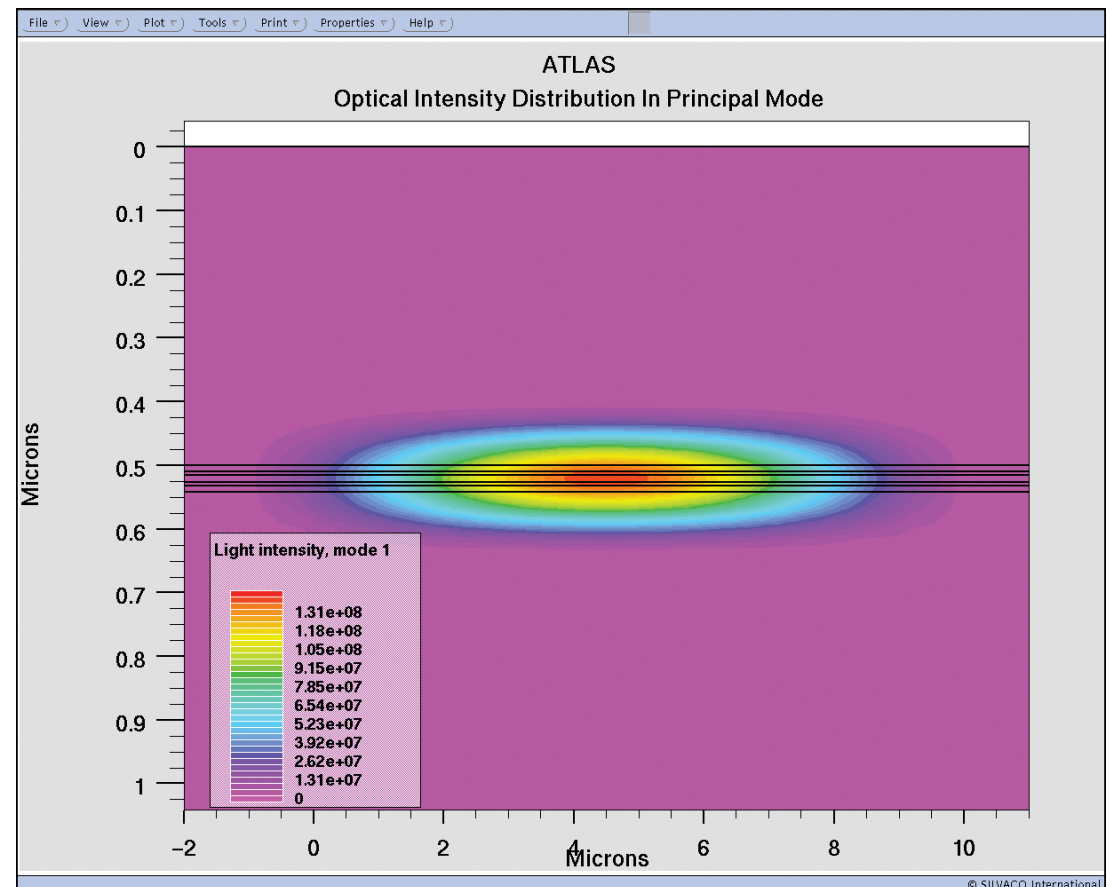 File View Plot Tools Print Properties Help
ATLAS
Optical Intensity Distribution In Principal Mode
0
0.1
0.2
0.3
0.4
0.5
0.6
0.7
0.8
0.9
1
Microns
Light intensity, mode 1
1.31e+08
1.18e+08
1.05e+08
9.15e+07
7.85e+07
6.54e+07
5.23e+07
3.92e+07
2.62e+07
1.31e+07
0
-2 0 2 4 6 8 10
Microns
© SILVACO International